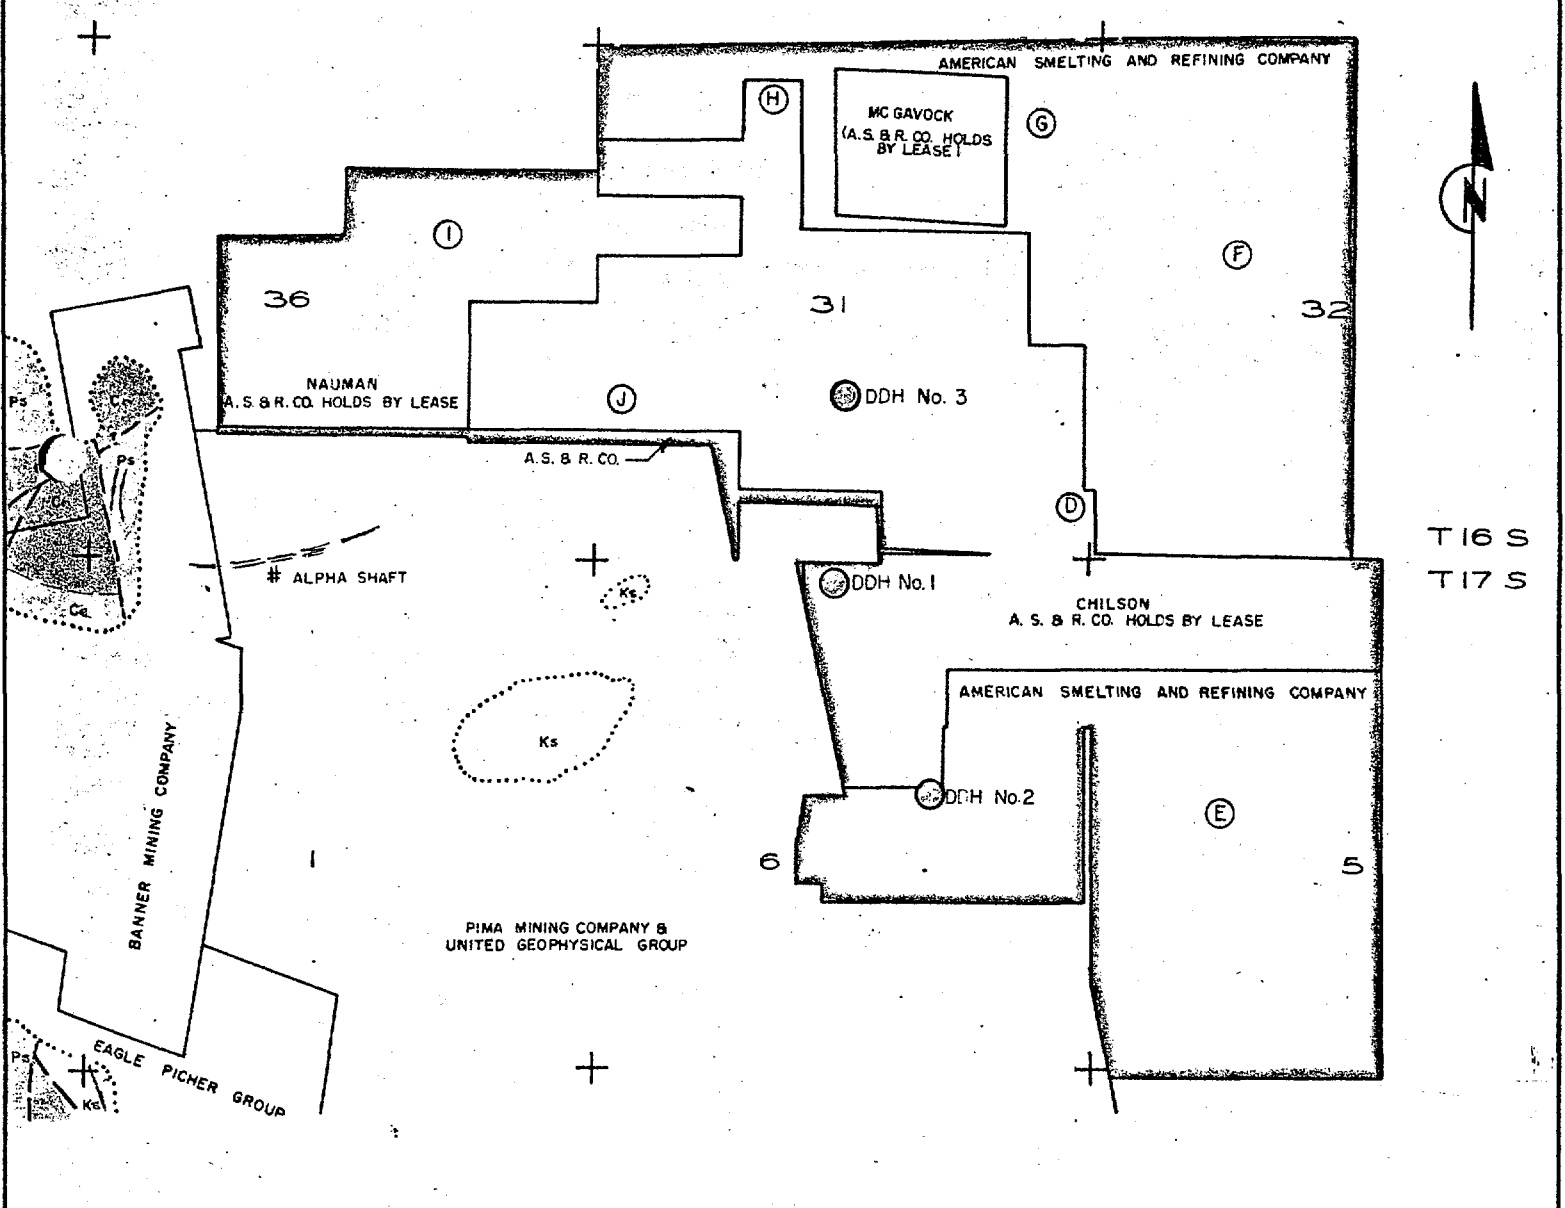 AMERICAN SMELTING AND REFINING COMPANY
H
MC GAVOCK
(A.S. & R. CO. HOLDS
BY LEASE)
G
N
I
F
36
31
32
NAUMAN
A.S. & R. CO. HOLDS BY LEASE
J
DDH No. 3
Ps
Ps
A.S. & R. CO.
D
T 16 S
T 17 S
# ALPHA SHAFT
Ks
DDH No. 1
CHILSON
A. S. & R. CO. HOLDS BY LEASE
AMERICAN SMELTING AND REFINING COMPANY
Ks
BANNER MINING COMPANY
DDH No. 2
E
1
6
5
PIMA MINING COMPANY &
UNITED GEOPHYSICAL GROUP
Ps
EAGLE PICHER GROUP
Ks